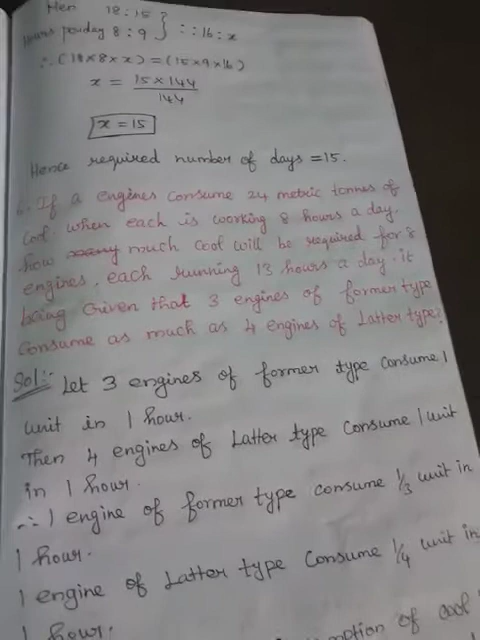 Men 18 : 15
Hours perday 8 : 9 } : : 16 : x
∴ (18×8×x) = (15×9×16)
x = 15×144
144
x = 15
Hence required number of days = 15.
6. If a engines consume 24 metric tonnes of
Cool when each is working 8 hours a day.
how much Cool will be required for 8
engines, each running 13 hours a day. it
being Given that 3 engines of former type
Consume as much as 4 engines of Latter type?
Sol:- Let 3 engines of former type Consume 1
unit in 1 hour.
Then 4 engines of Latter type Consume 1 unit
in 1 hour.
∴ 1 engine of former type consume 1/3 unit in
1 hour.
1 engine of Latter type Consume 1/4 unit in
1 hour.
mption of cool